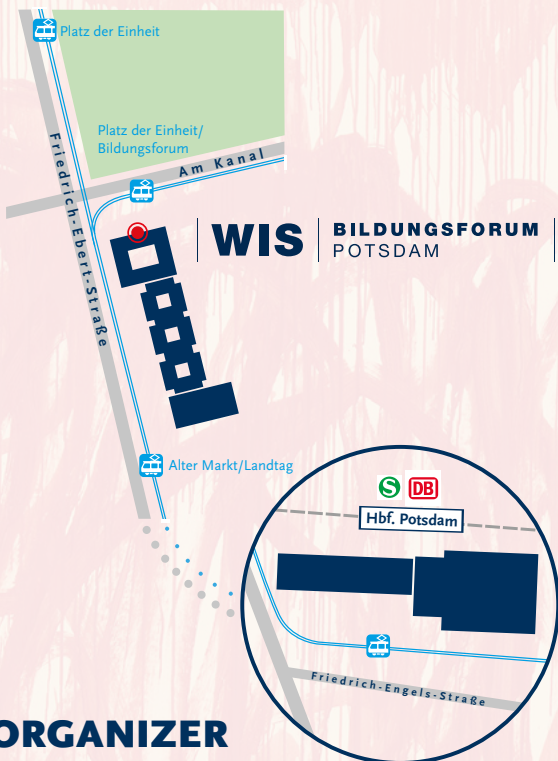 Platz der Einheit
Platz der Einheit/
Bildungsforum
Am Kanal
Friedrich-Ebert-Straße
WIS
BILDUNGSFORUM
POTSDAM
Alter Markt/Landtag
S DB
Hbf. Potsdam
Friedrich-Engels-Straße
ORGANIZER